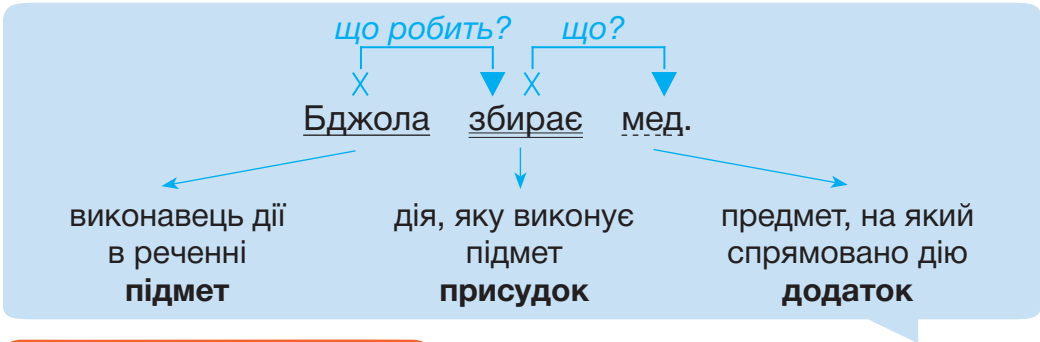 що робить? що?
Бджола збирає мед.
виконавець дії
в реченні
підмет
дія, яку виконує
підмет
присудок
предмет, на який
спрямовано дію
додаток